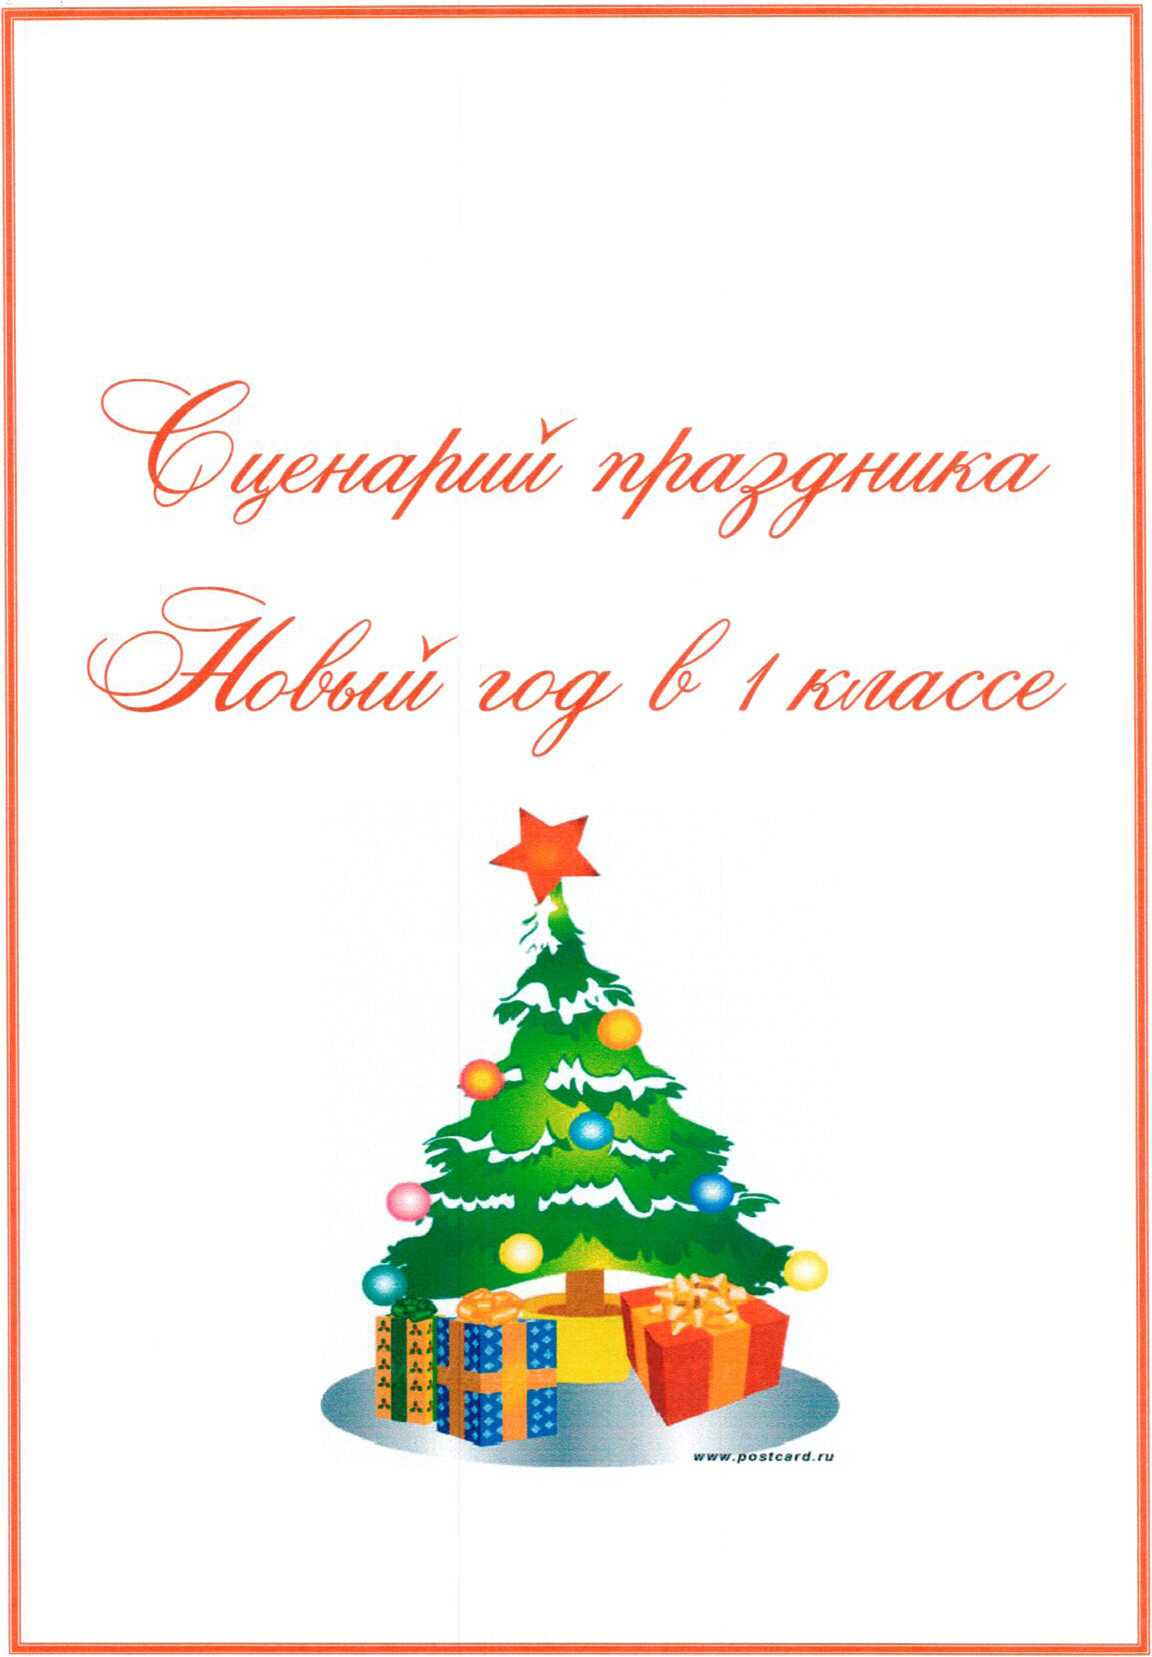 Сценарий праздника
Новый год в 1 классе
www.postcard.ru